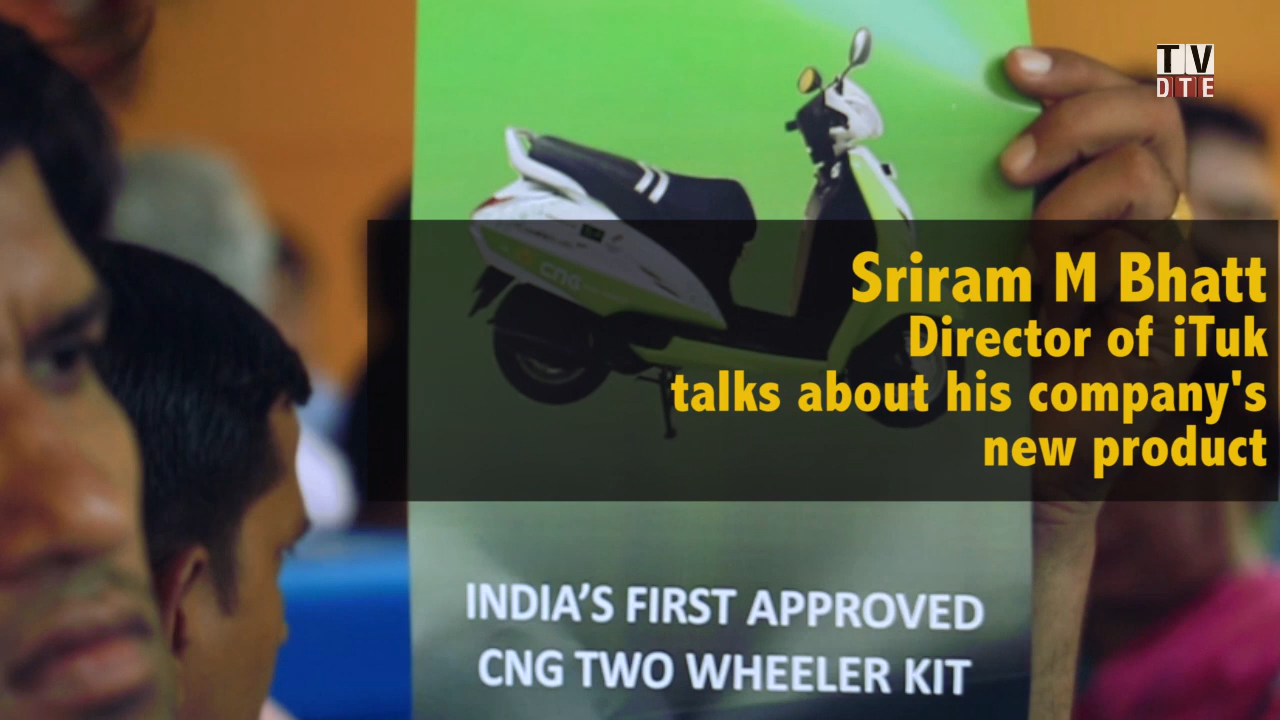 TV
DTE
Sriram M Bhatt
Director of iTuk
talks about his company's
new product
CNG
INDIA'S FIRST APPROVED
CNG TWO WHEELER KIT